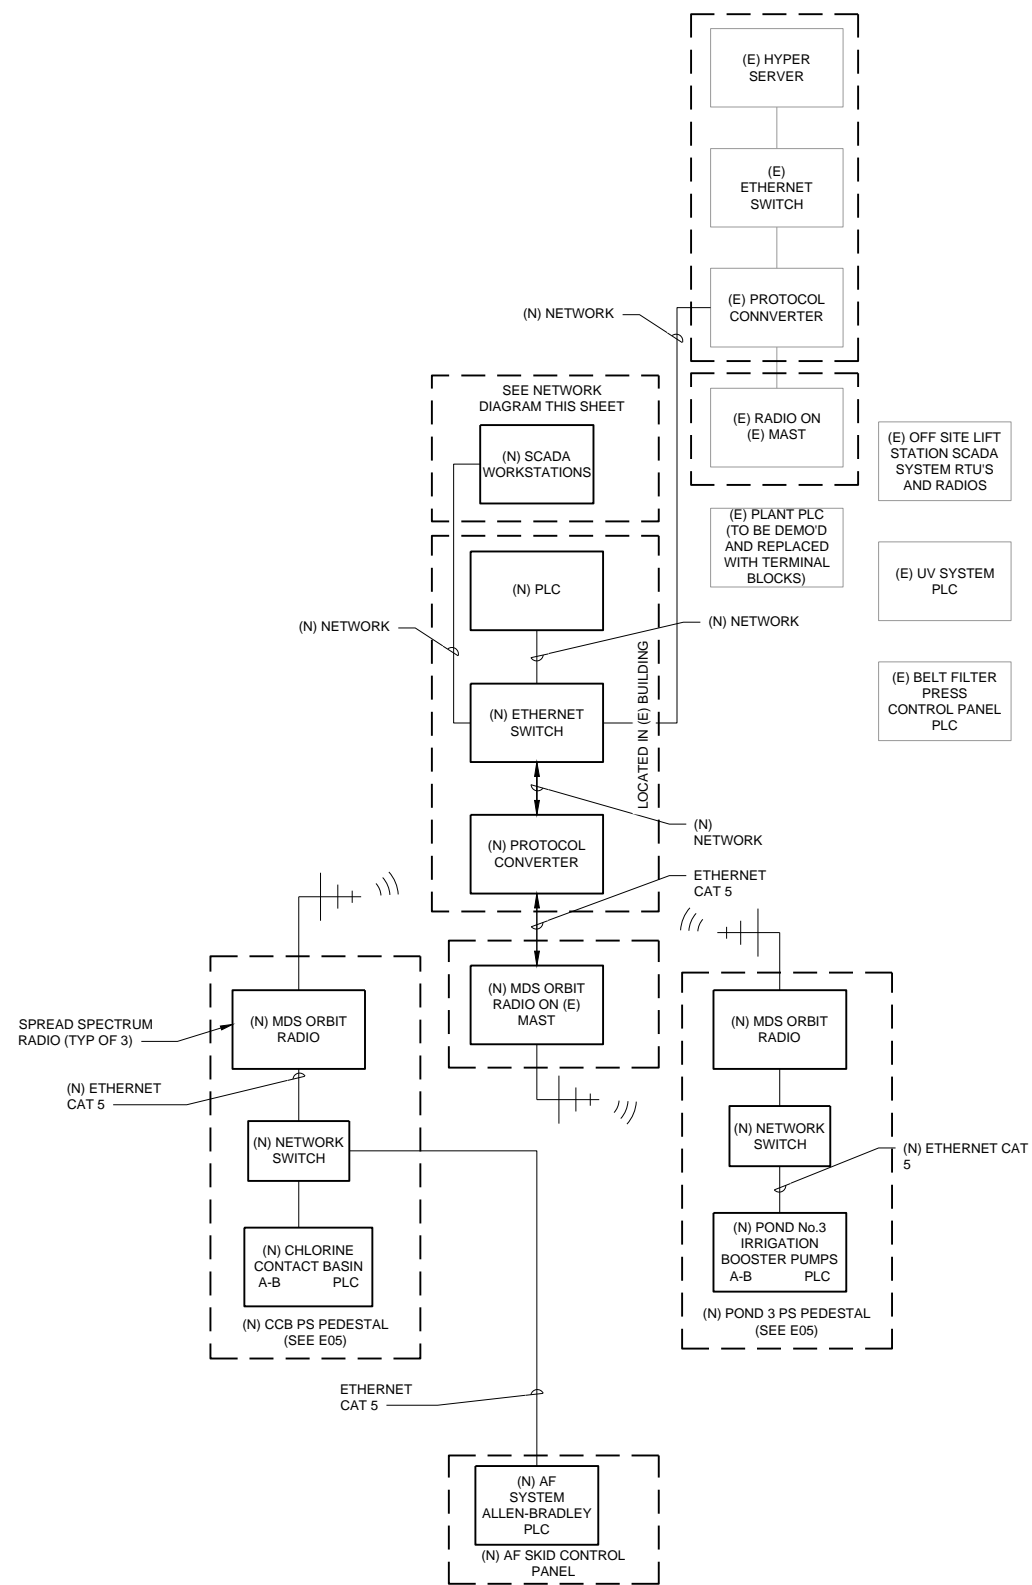 (E) HYPER
SERVER
(E)
ETHERNET
SWITCH
(E) PROTOCOL
CONNVERTER
(N) NETWORK
SEE NETWORK
DIAGRAM THIS SHEET
(N) SCADA
WORKSTATIONS
(E) RADIO ON
(E) MAST
(E) OFF SITE LIFT
STATION SCADA
SYSTEM RTU'S
AND RADIOS
(E) PLANT PLC
(TO BE DEMO'D
AND REPLACED
WITH TERMINAL
BLOCKS)
(E) UV SYSTEM
PLC
(N) PLC
(N) NETWORK
(N) NETWORK
LOCATED IN (E) BUILDING
(E) BELT FILTER
PRESS
CONTROL PANEL
PLC
(N) ETHERNET
SWITCH
(N)
NETWORK
(N) PROTOCOL
CONVERTER
ETHERNET
CAT 5
(N) MDS ORBIT
RADIO ON (E)
MAST
SPREAD SPECTRUM
RADIO (TYP OF 3)
(N) MDS ORBIT
RADIO
(N) MDS ORBIT
RADIO
(N) ETHERNET
CAT 5
(N) NETWORK
SWITCH
(N) NETWORK
SWITCH
(N) ETHERNET CAT
5
(N) CHLORINE
CONTACT BASIN
A-B PLC
(N) CCB PS PEDESTAL
(SEE E05)
(N) POND No.3
IRRIGATION
BOOSTER PUMPS
A-B PLC
(N) POND 3 PS PEDESTAL
(SEE E05)
ETHERNET
CAT 5
(N) AF
SYSTEM
ALLEN-BRADLEY
PLC
(N) AF SKID CONTROL
PANEL